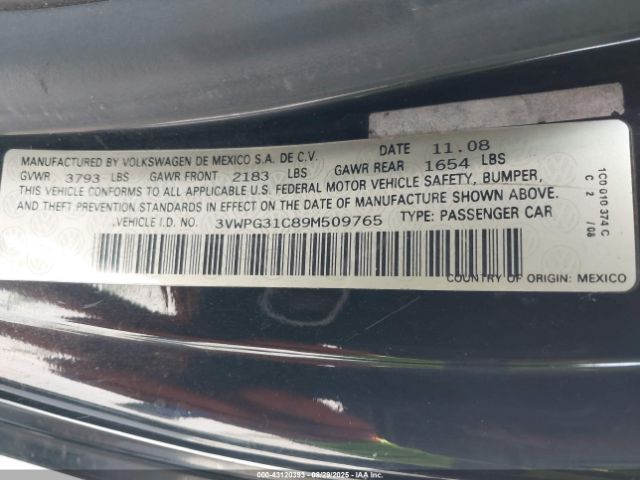 MANUFACTURED BY VOLKSWAGEN DE MEXICO S.A. DE C.V. DATE 11.08
GVWR 3793 LBS GAWR FRONT 2183 LBS GAWR REAR 1654 LBS
THIS VEHICLE CONFORMS TO ALL APPLICABLE U.S. FEDERAL MOTOR VEHICLE SAFETY, BUMPER,
AND THEFT PREVENTION STANDARDS IN EFFECT ON THE DATE OF MANUFACTURE SHOWN ABOVE.
VEHICLE I.D. NO. 3VWPG31C89M509765 TYPE: PASSENGER CAR
COUNTRY OF ORIGIN: MEXICO
1C0 010 374 C
C 2 /08
000-43120393 - 08/29/2025 - IAA Inc.